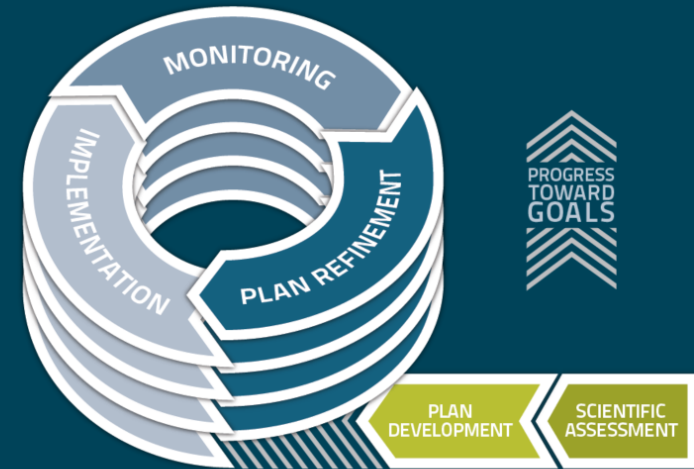 MONITORING
IMPLEMENTATION
PLAN REFINEMENT
PROGRESS
TOWARD
GOALS
PLAN
DEVELOPMENT
SCIENTIFIC
ASSESSMENT